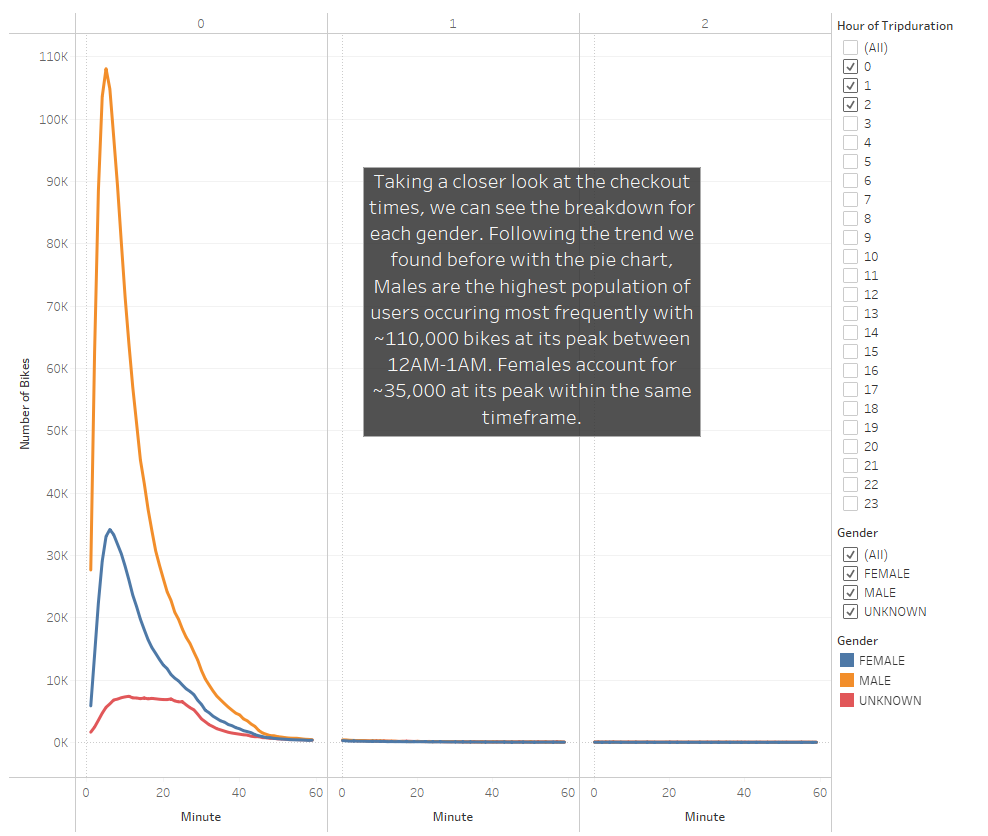 0 1 2
110K
100K
90K
80K
70K
60K
50K
40K
30K
20K
10K
0K
Number of Bikes
Taking a closer look at the checkout
times, we can see the breakdown for
each gender. Following the trend we
found before with the pie chart,
Males are the highest population of
users occuring most frequently with
~110,000 bikes at its peak between
12AM-1AM. Females account for
~35,000 at its peak within the same
timeframe.
0 20 40 60 0 20 40 60 0 20 40 60
Minute Minute Minute
Hour of Tripduration
(All)
0
1
2
3
4
5
6
7
8
9
10
11
12
13
14
15
16
17
18
19
20
21
22
23
Gender
(All)
FEMALE
MALE
UNKNOWN
Gender
FEMALE
MALE
UNKNOWN